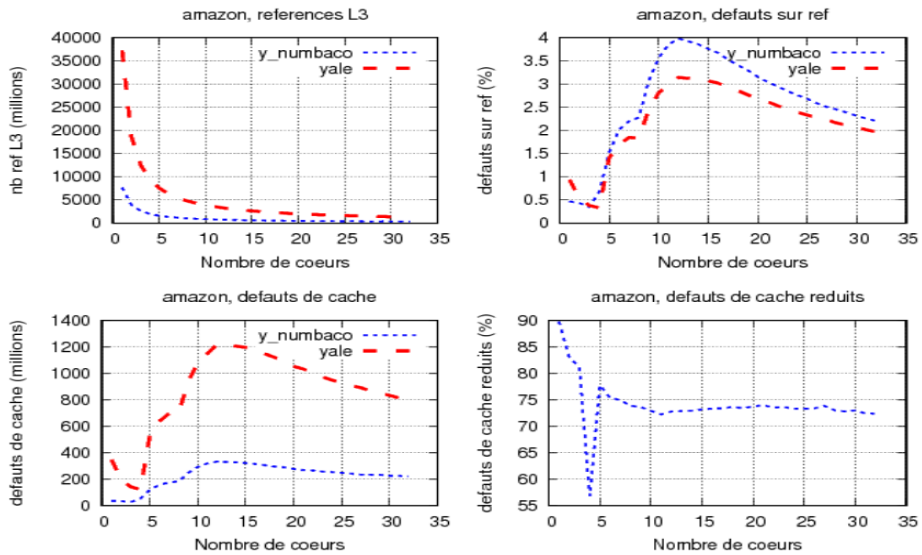 amazon, references L3
nb ref L3 (millions)
40000
35000
30000
25000
20000
15000
10000
5000
0
y_numbaco
yale
0 5 10 15 20 25 30 35
Nombre de coeurs
amazon, defauts sur ref
defauts sur ref (%)
4
3.5
3
2.5
2
1.5
1
0.5
0
y_numbaco
yale
0 5 10 15 20 25 30 35
Nombre de coeurs
amazon, defauts de cache
defauts de cache (millions)
1400
1200
1000
800
600
400
200
0
y_numbaco
yale
0 5 10 15 20 25 30 35
Nombre de coeurs
amazon, defauts de cache reduits
defauts de cache reduits (%)
90
85
80
75
70
65
60
55
0 5 10 15 20 25 30 35
Nombre de coeurs